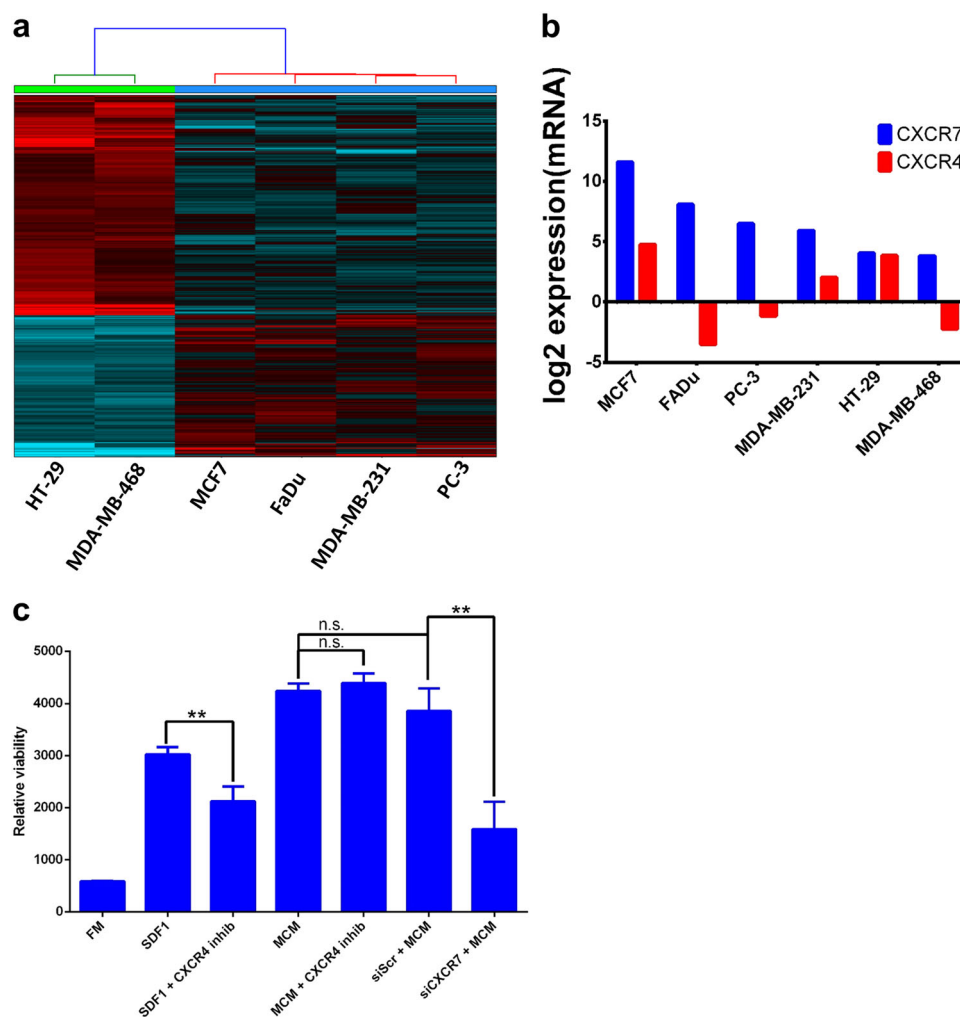 a
HT-29
MDA-MB-468
MCF7
FaDu
MDA-MB-231
PC-3
b
log2 expression(mRNA)
15
10
5
0
-5
CXCR7
CXCR4
MCF7
FADu
PC-3
MDA-MB-231
HT-29
MDA-MB-468
c
Relative viability
5000
4000
3000
2000
1000
0
**
n.s.
n.s.
**
FM
SDF1
SDF1 + CXCR4 inhib
MCM
MCM + CXCR4 inhib
siScr + MCM
siCXCR7 + MCM